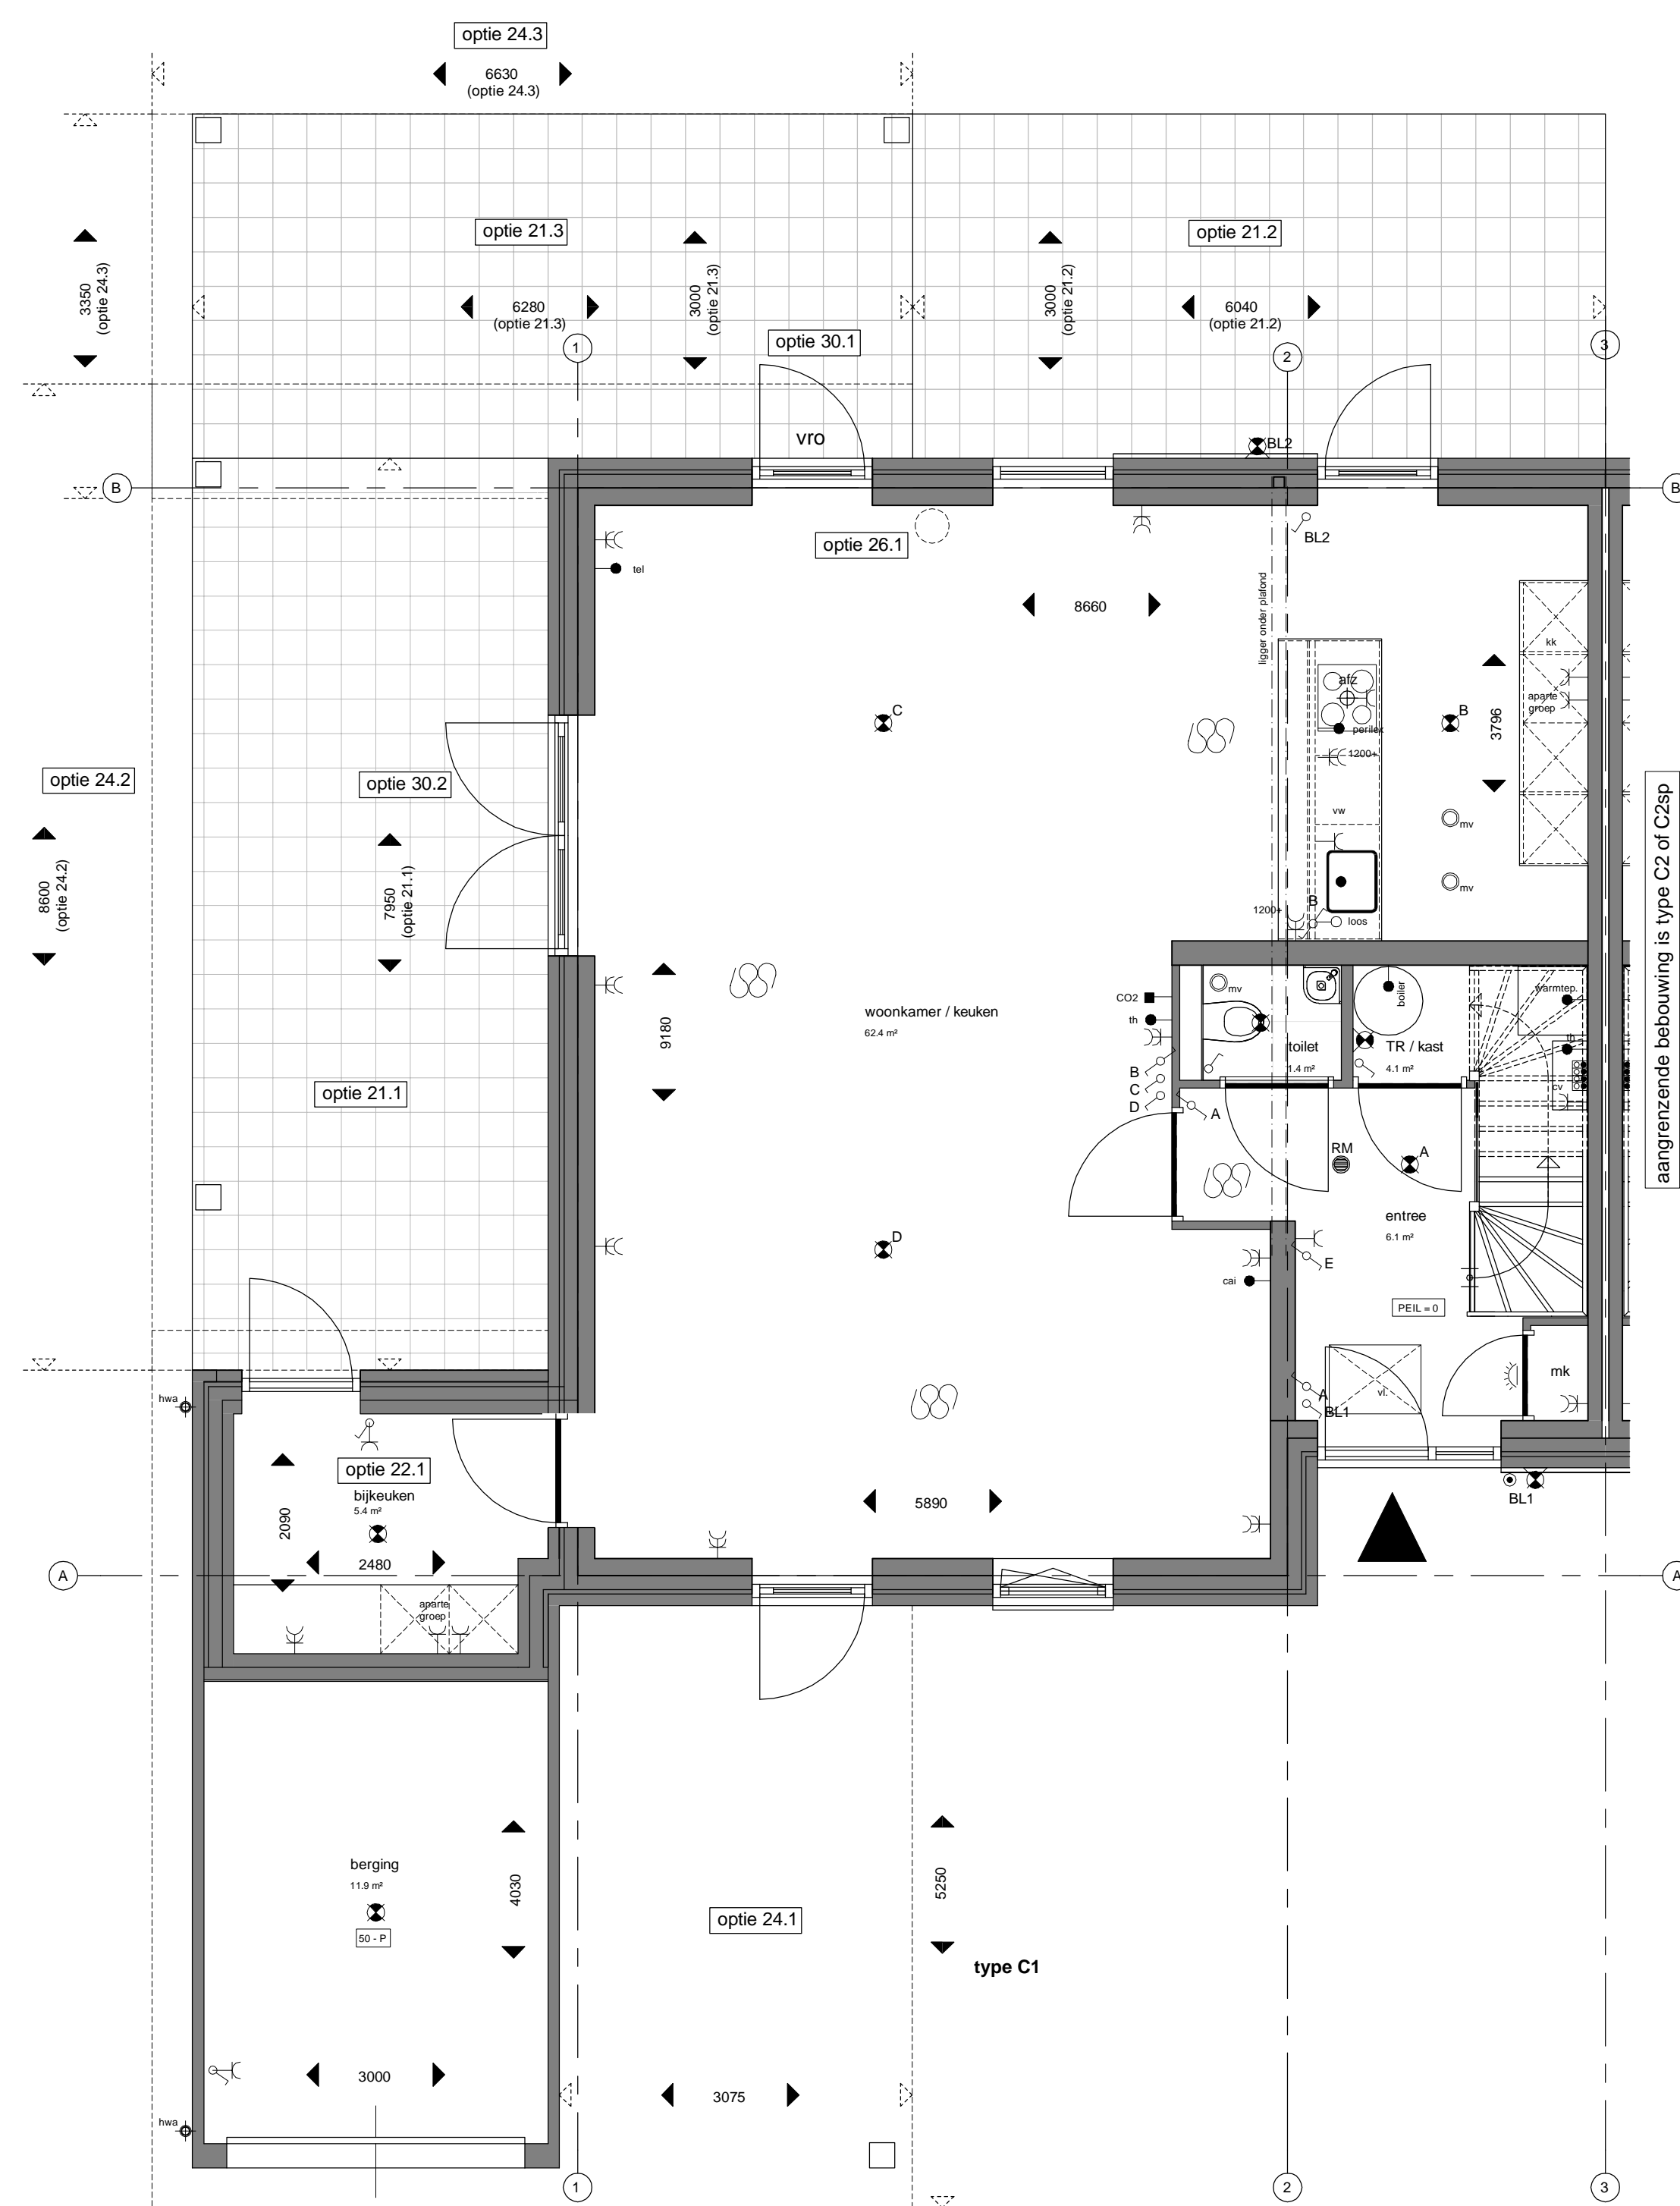 optie 24.3
6630
(optie 24.3)
optie 21.3
optie 21.2
3350
(optie 24.3)
6280
(optie 21.3)
3000
(optie 21.3)
3000
(optie 21.2)
6040
(optie 21.2)
optie 30.1
1
2
3
vro
BL2
B
B
optie 26.1
BL2
tel
8660
ligger onder plafond
kk
afz
aparte
groep
C
B
3796
perilex
1200+
optie 24.2
optie 30.2
vw
mv
8600
(optie 24.2)
7950
(optie 21.1)
mv
B
1200+
loos
aangrenzende bebouwing is type C2 of C2sp
9180
woonkamer / keuken
62.4 m²
CO2
th
mv
boiler
warmtep.
th
toilet
1.4 m²
TR / kast
4.1 m²
cv
B
C
D
A
optie 21.1
RM
A
entree
6.1 m²
D
E
cai
PEIL = 0
hwa
A
BL1
vl.
mk
optie 22.1
bijkeuken
5.4 m²
2090
2480
5890
BL1
A
A
aparte
groep
berging
11.9 m²
50 - P
4030
5250
optie 24.1
type C1
3000
3075
hwa
1
2
3